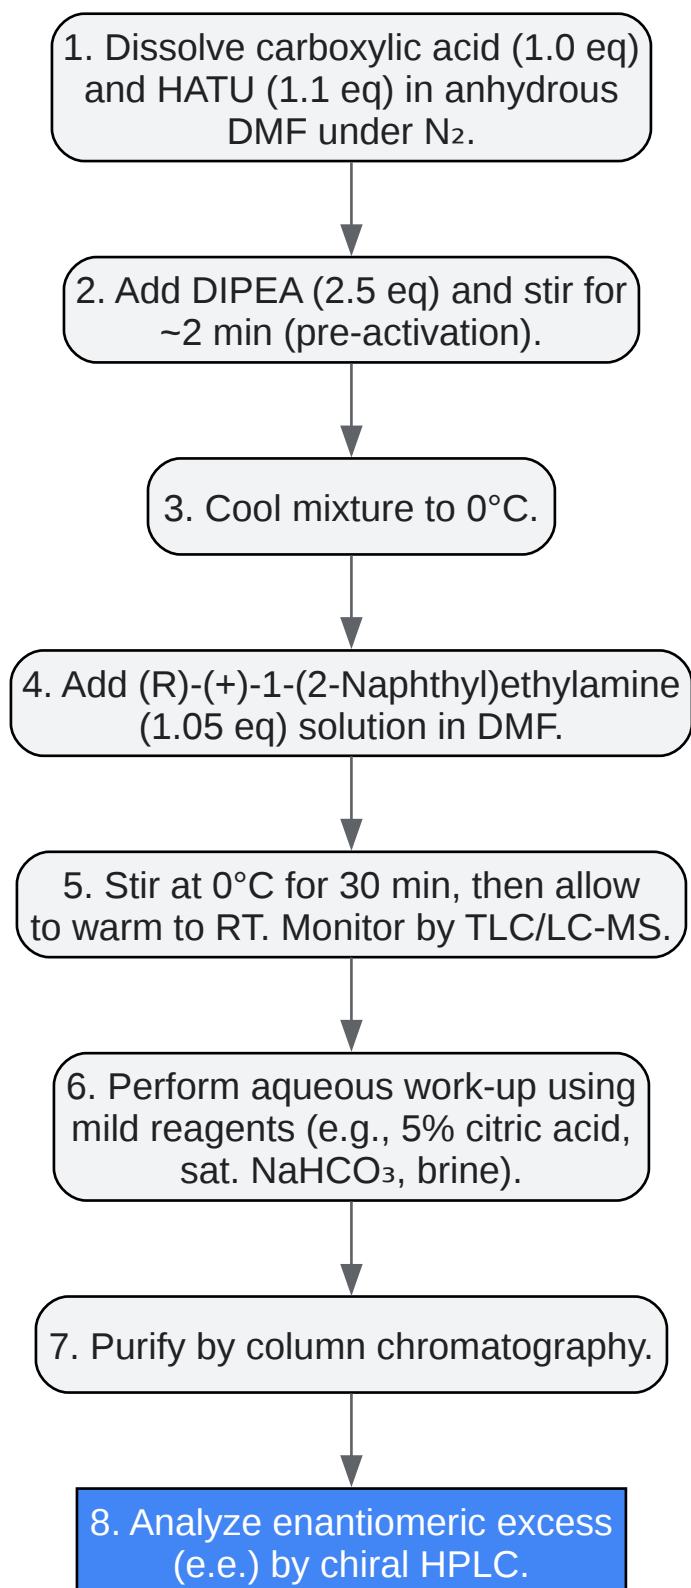 1. Dissolve carboxylic acid (1.0 eq)
and HATU (1.1 eq) in anhydrous
DMF under N₂.
2. Add DIPEA (2.5 eq) and stir for
~2 min (pre-activation).
3. Cool mixture to 0°C.
4. Add (R)-(+)-1-(2-Naphthyl)ethylamine
(1.05 eq) solution in DMF.
5. Stir at 0°C for 30 min, then allow
to warm to RT. Monitor by TLC/LC-MS.
6. Perform aqueous work-up using
mild reagents (e.g., 5% citric acid,
sat. NaHCO₃, brine).
7. Purify by column chromatography.
8. Analyze enantiomeric excess
(e.e.) by chiral HPLC.